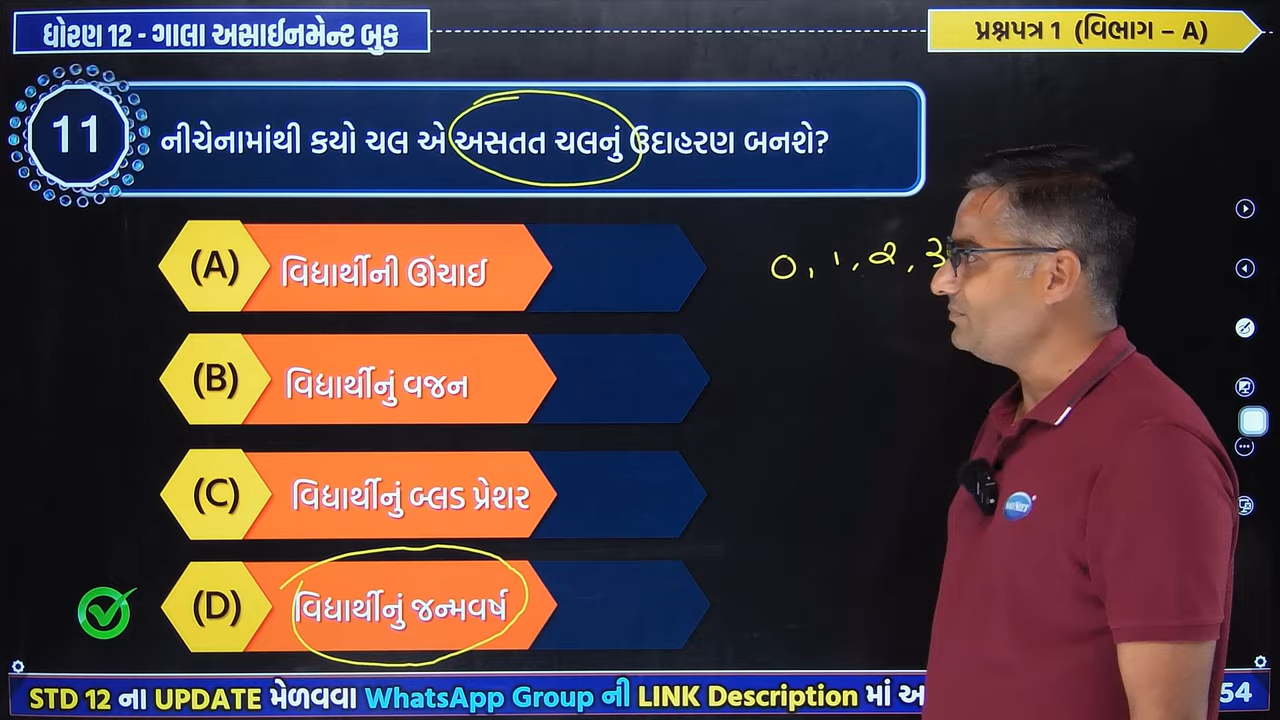 ધોરણ 12 - ગાલા અસાઈનમેન્ટ બુક
પ્રશ્નપત્ર 1 (વિભાગ – A)
11
નીચેનામાંથી કયો ચલ એ અસતત ચલનું ઉદાહરણ બનશે?
(A) વિદ્યાર્થીની ઊંચાઈ
0, 1, 2, 3
(B) વિદ્યાર્થીનું વજન
(C) વિદ્યાર્થીનું બ્લડ પ્રેશર
(D) વિદ્યાર્થીનું જન્મવર્ષ
STD 12 ના UPDATE મેળવવા WhatsApp Group ની LINK Description માં 54